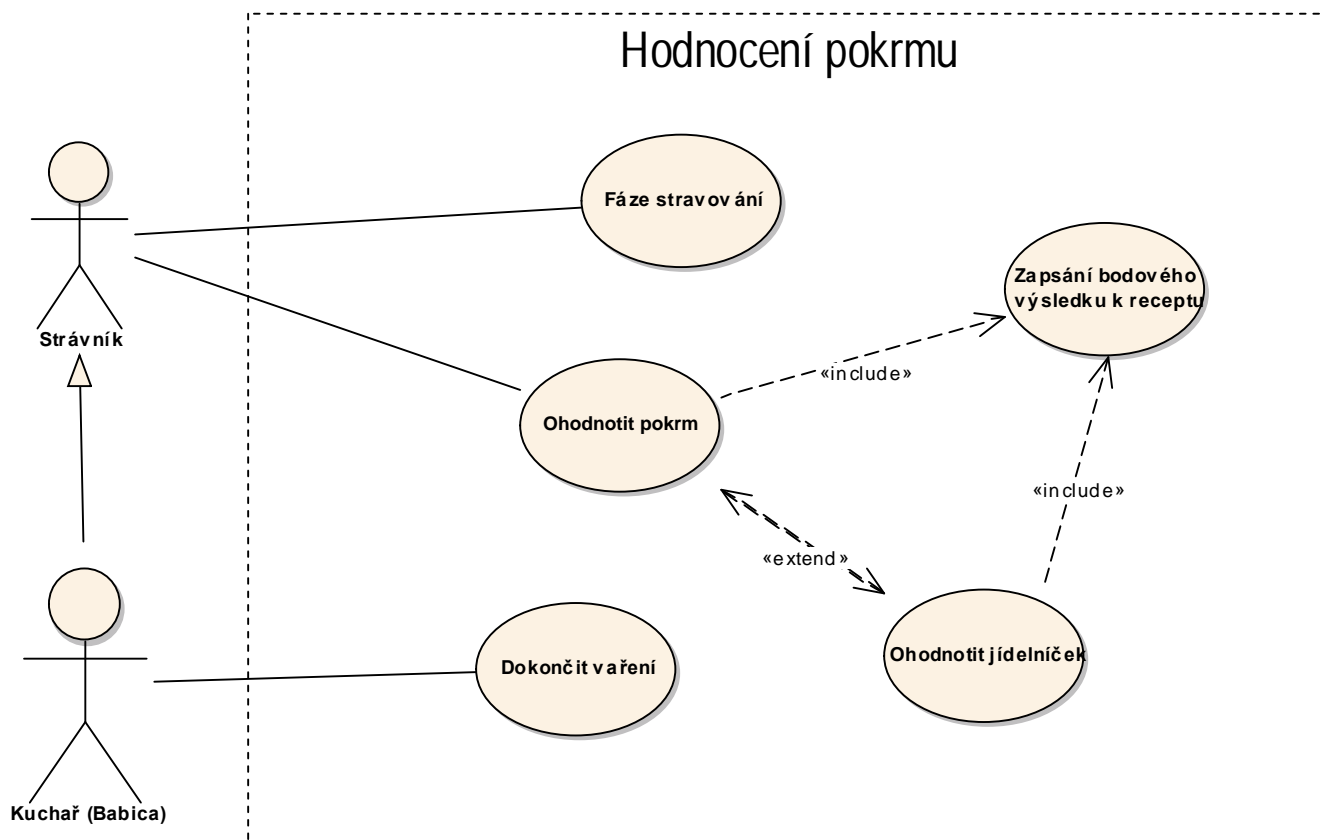 Hodnocení pokrmu
Fáze stravování
Zapsání bodového
výsledku k receptu
Strávník
«include»
Ohodnotit pokrm
«include»
«extend»
Ohodnotit jídelníček
Dokončit vaření
Kuchař (Babica)